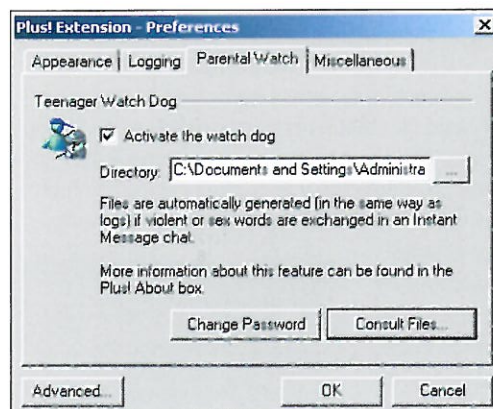 Plus! Extension - Preferences
Appearance
Logging
Parental Watch
Miscellaneous
Teenager Watch Dog
Activate the watch dog
Directory: C:\Documents and Settings\Administra ...
Files are automatically generated (in the same way as
logs) if violent or sex words are exchanged in an Instant
Message chat.
More information about this feature can be found in the
Plus! About box.
Change Password
Consult Files...
Advanced...
OK
Cancel